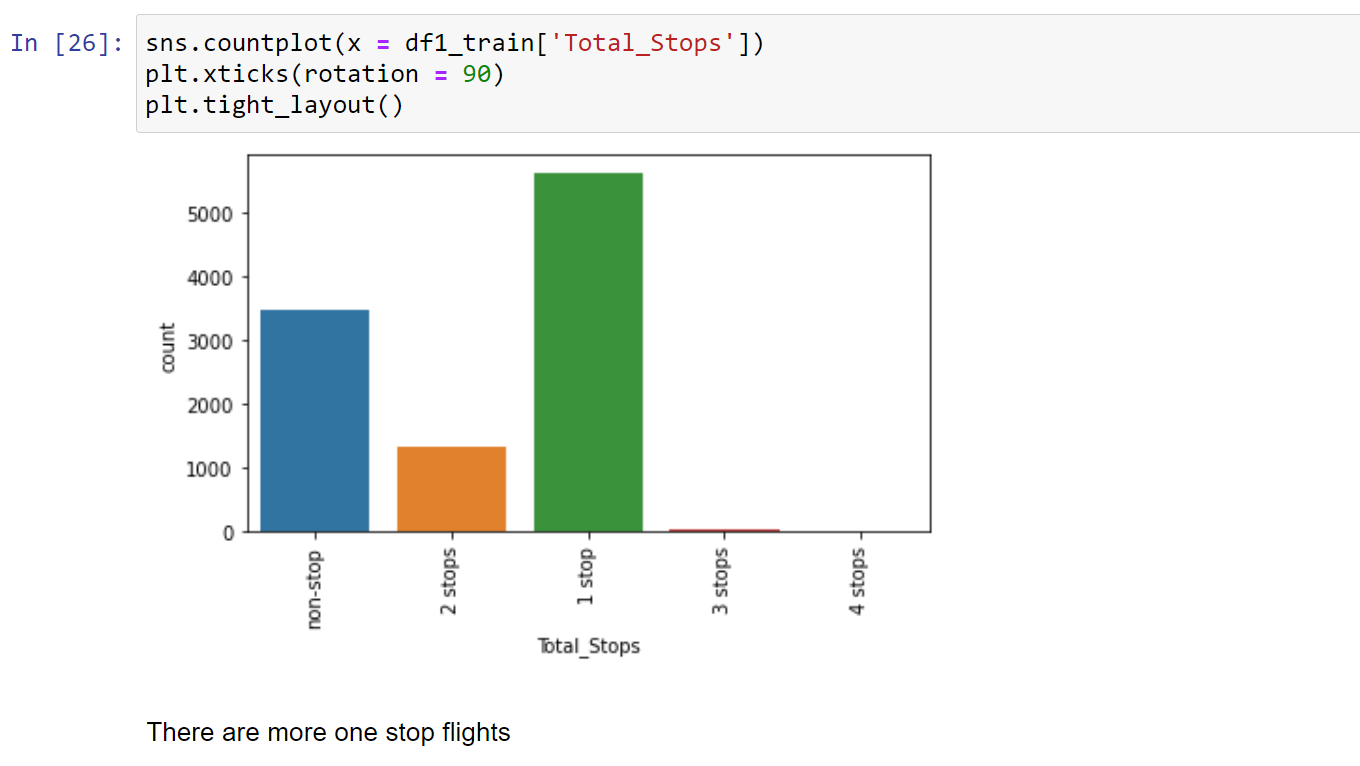 In [26]:
sns.countplot(x = df1_train['Total_Stops'])
plt.xticks(rotation = 90)
plt.tight_layout()
5000
4000
3000
2000
1000
0
count
non-stop
2 stops
1 stop
3 stops
4 stops
Total_Stops
There are more one stop flights